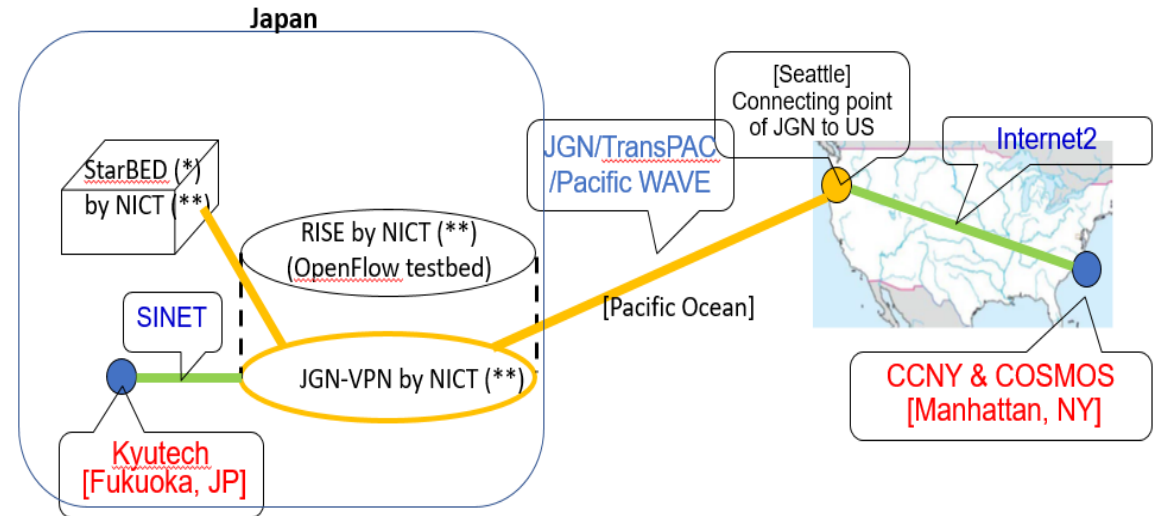 Japan
[Seattle]
Connecting point
of JGN to US
Internet2
JGN/TransPAC
/Pacific WAVE
StarBED (*)
by NICT (**)
RISE by NICT (**)
(OpenFlow testbed)
[Pacific Ocean]
SINET
JGN-VPN by NICT (**)
CCNY & COSMOS
[Manhattan, NY]
Kyutech
[Fukuoka, JP]